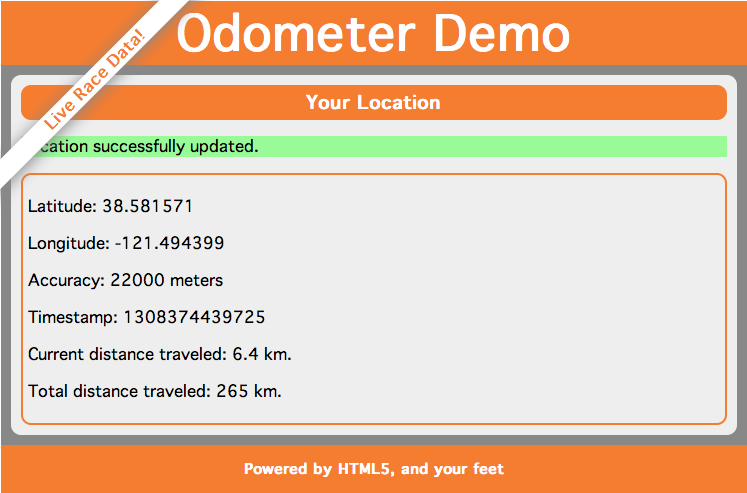 Odometer Demo
Live Race Data!
Your Location
cation successfully updated.
Latitude: 38.581571
Longitude: -121.494399
Accuracy: 22000 meters
Timestamp: 1308374439725
Current distance traveled: 6.4 km.
Total distance traveled: 265 km.
Powered by HTML5, and your feet